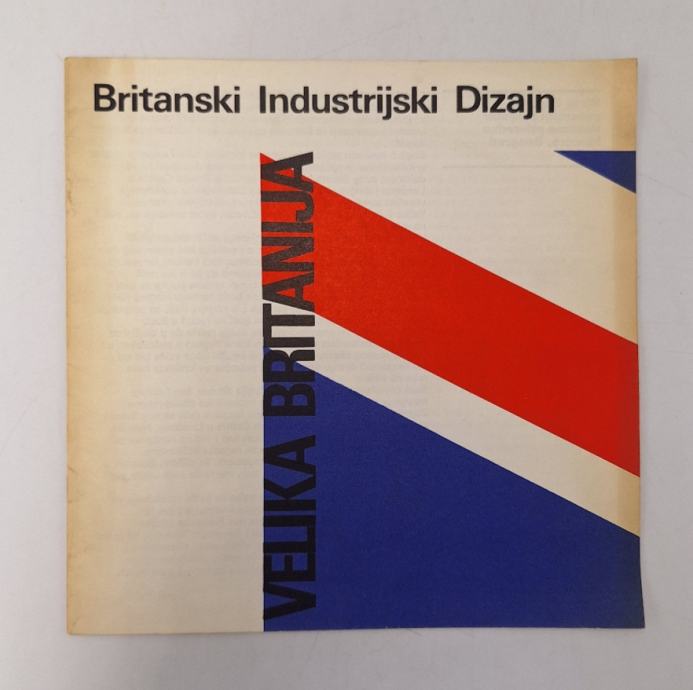 Britanski Industrijski Dizajn
VELIKA BRITANIJA